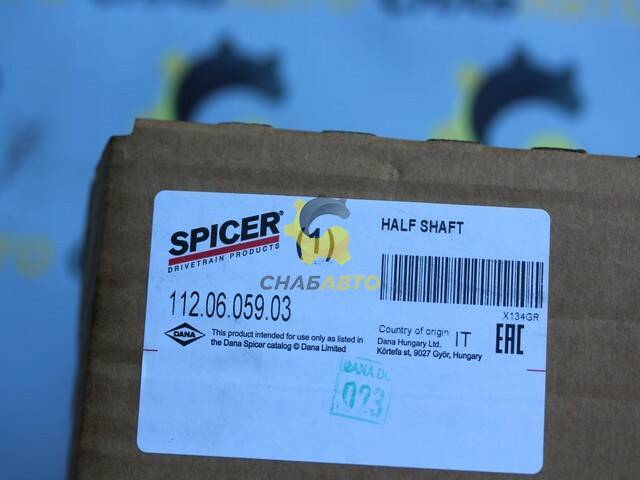 SPICER®
DRIVETRAIN PRODUCTS
(1)
HALF SHAFT
СНАБАВТО
112.06.059.03
X134GR
DANA
This product intended for use only as listed in
the Dana Spicer catalog © Dana Limited
Country of origin IT
Dana Hungary Ltd.
Körtefa st, 9027 Győr, Hungary
EAC
DANA
023